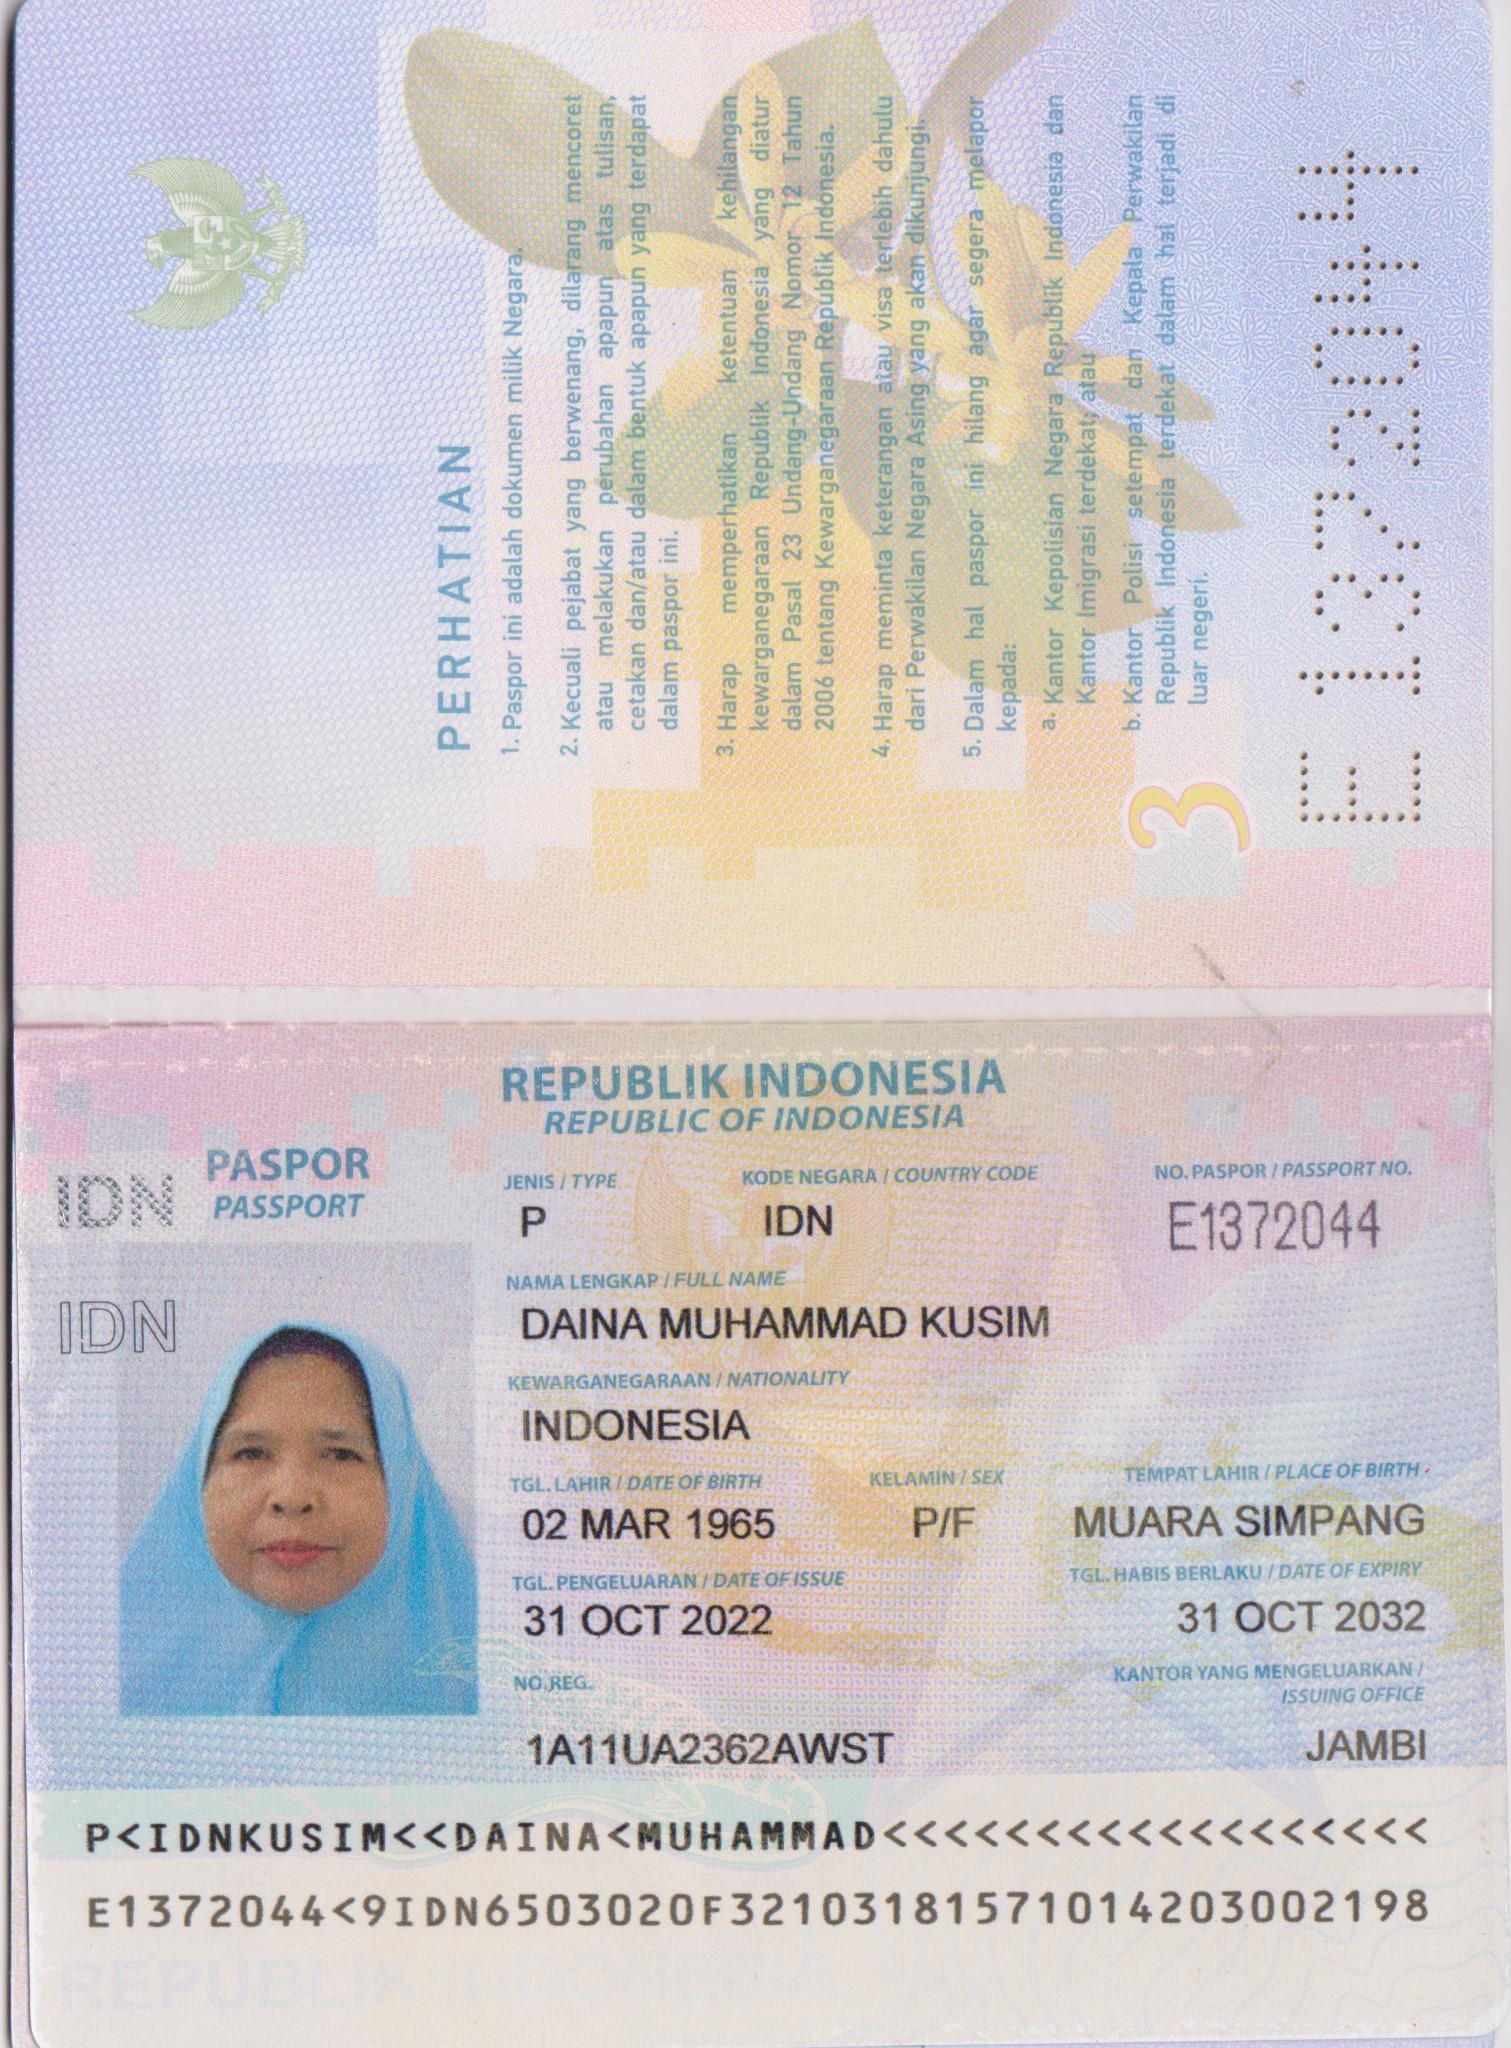 PERHATIAN
1. Paspor ini adalah dokumen milik Negara.
2. Kecuali pejabat yang berwenang, dilarang mencoret
atau melakukan perubahan apapun atas tulisan,
cetakan dan/atau dalam bentuk apapun yang terdapat
dalam paspor ini.
3. Harap memperhatikan ketentuan kehilangan
kewarganegaraan Republik Indonesia yang diatur
dalam Pasal 23 Undang-Undang Nomor 12 Tahun
2006 tentang Kewarganegaraan Republik Indonesia.
4. Harap meminta keterangan atau visa terlebih dahulu
dari Perwakilan Negara Asing yang akan dikunjungi.
5. Dalam hal paspor ini hilang agar segera melapor
kepada:
a. Kantor Kepolisian Negara Republik Indonesia dan
Kantor Imigrasi terdekat; atau
b. Kantor Polisi setempat dan Kepala Perwakilan
Republik Indonesia terdekat dalam hal terjadi di
luar negeri.
3
E 1372044
REPUBLIK INDONESIA
REPUBLIC OF INDONESIA
IDN
PASPOR
PASSPORT
IDN
JENIS / TYPE KODE NEGARA / COUNTRY CODE NO. PASPOR / PASSPORT NO.
P IDN E1372044
NAMA LENGKAP / FULL NAME
DAINA MUHAMMAD KUSIM
KEWARGANEGARAAN / NATIONALITY
INDONESIA
TGL. LAHIR / DATE OF BIRTH KELAMIN / SEX TEMPAT LAHIR / PLACE OF BIRTH
02 MAR 1965 P/F MUARA SIMPANG
TGL. PENGELUARAN / DATE OF ISSUE TGL. HABIS BERLAKU / DATE OF EXPIRY
31 OCT 2022 31 OCT 2032
NO.REG. KANTOR YANG MENGELUARKAN /
ISSUING OFFICE
1A11UA2362AWST JAMBI
P<IDNKUSIM<<DAINA<MUHAMMAD<<<<<<<<<<<<<<<<<<
E1372044<9IDN6503020F32103181571014203002198
REPUBLIK INDONESIA